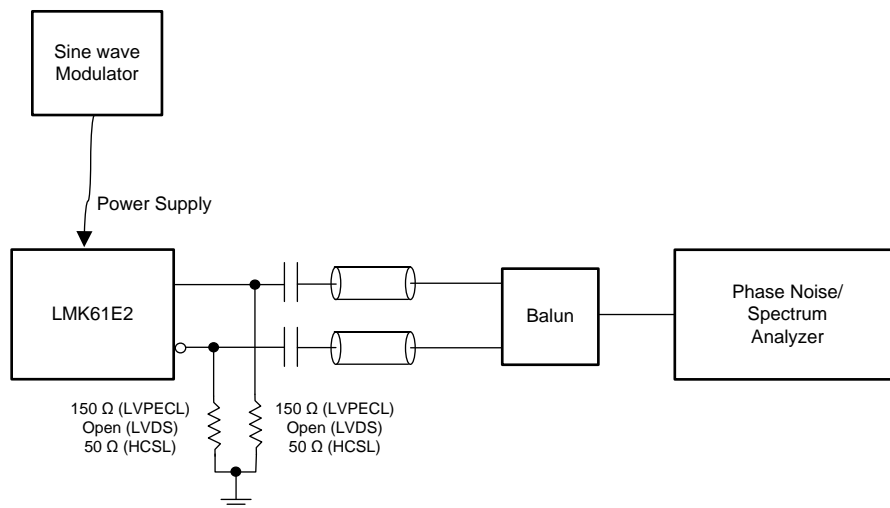 Sine wave
Modulator
Power Supply
LMK61E2
Balun
Phase Noise/
Spectrum
Analyzer
150 Ω (LVPECL)
Open (LVDS)
50 Ω (HCSL)
150 Ω (LVPECL)
Open (LVDS)
50 Ω (HCSL)